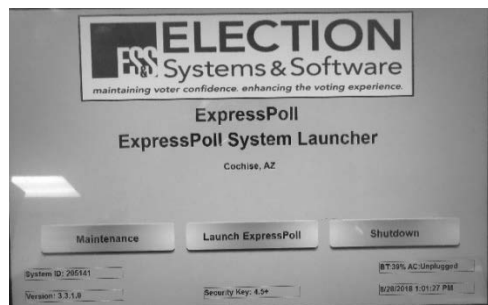 ES&S ELECTION
Systems & Software
maintaining voter confidence. enhancing the voting experience.
ExpressPoll
ExpressPoll System Launcher
Cochise, AZ
Maintenance
Launch ExpressPoll
Shutdown
System ID: 205141
BT:39% AC:Unplugged
Version: 3.3.1.0
Security Key: 4.5+
8/28/2018 1:01:27 PM